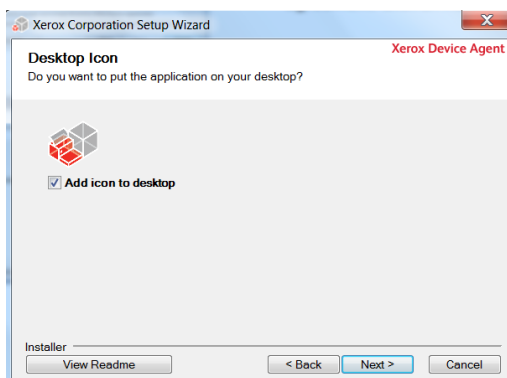 Xerox Corporation Setup Wizard
X
Xerox Device Agent
Desktop Icon
Do you want to put the application on your desktop?
Add icon to desktop
Installer
View Readme
< Back
Next >
Cancel